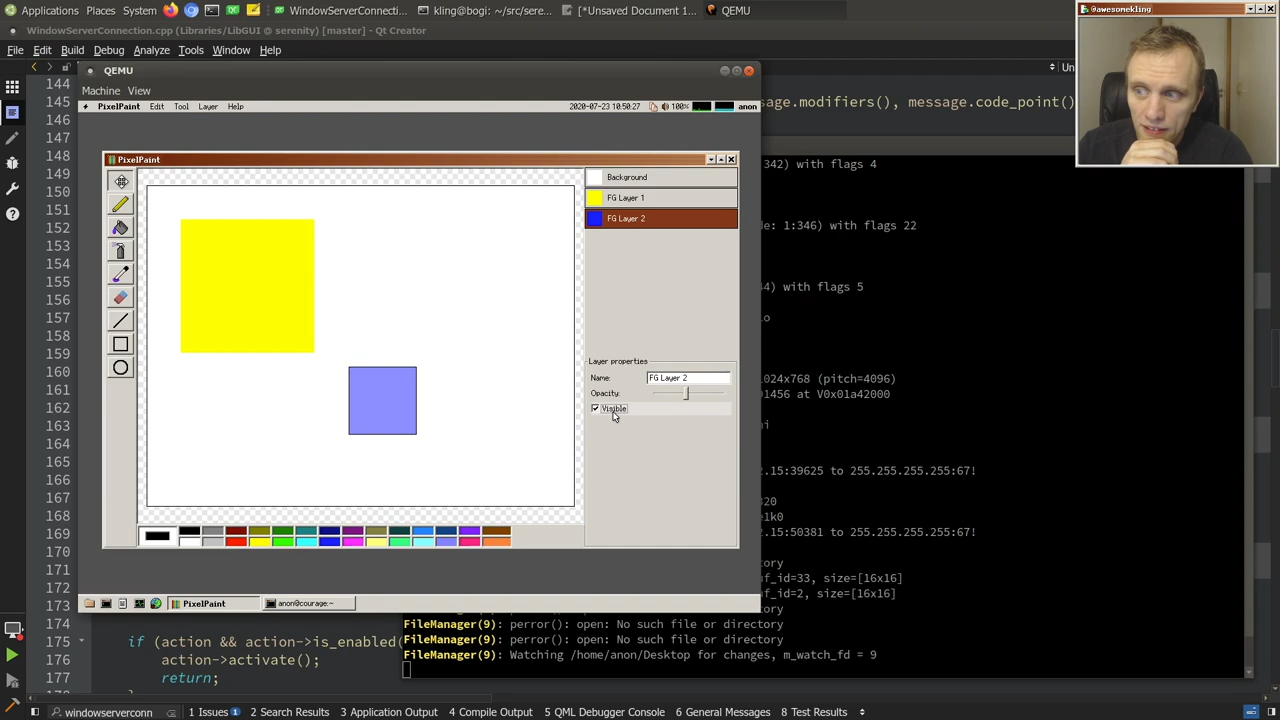 Applications Places System WindowServerConnecti... kling@bogi: ~/src/sere... [*Unsaved Document 1... QEMU
@awesomekling
WindowServerConnection.cpp (Libraries/LibGUI @ serenity) [master] - Qt Creator
File Edit Build Debug Analyze Tools Window Help
QEMU
Machine View
PixelPaint Edit Tool Layer Help 2020-07-23 10:50:27 100% anon
PixelPaint
Background
FG Layer 1
FG Layer 2
Layer properties
Name: FG Layer 2
Opacity:
Visible
PixelPaint anon@courage:~
144
145 message.modifiers(), message.code_point()
146
147
148
149
150
151
152
153
154
155
156
157
158
159
160
161
162
163
164
165
166
167
168
169
170
171
172
173
174
175 if (action && action->is_enabled(
176 action->activate();
177 return;
342) with flags 4
de: 1:346) with flags 22
44) with flags 5
1024x768 (pitch=4096)
01456 at V0x01a42000
2.15:39625 to 255.255.255.255:67!
320
e1k0
2.15:50381 to 255.255.255.255:67!
tory
uf_id=33, size=[16x16]
uf_id=2, size=[16x16]
FileManager(9): perror(): open: No such file or directory
FileManager(9): perror(): open: No such file or directory
FileManager(9): Watching /home/anon/Desktop for changes, m_watch_fd = 9
windowserverconn 1 Issues 1 2 Search Results 3 Application Output 4 Compile Output 5 QML Debugger Console 6 General Messages 8 Test Results